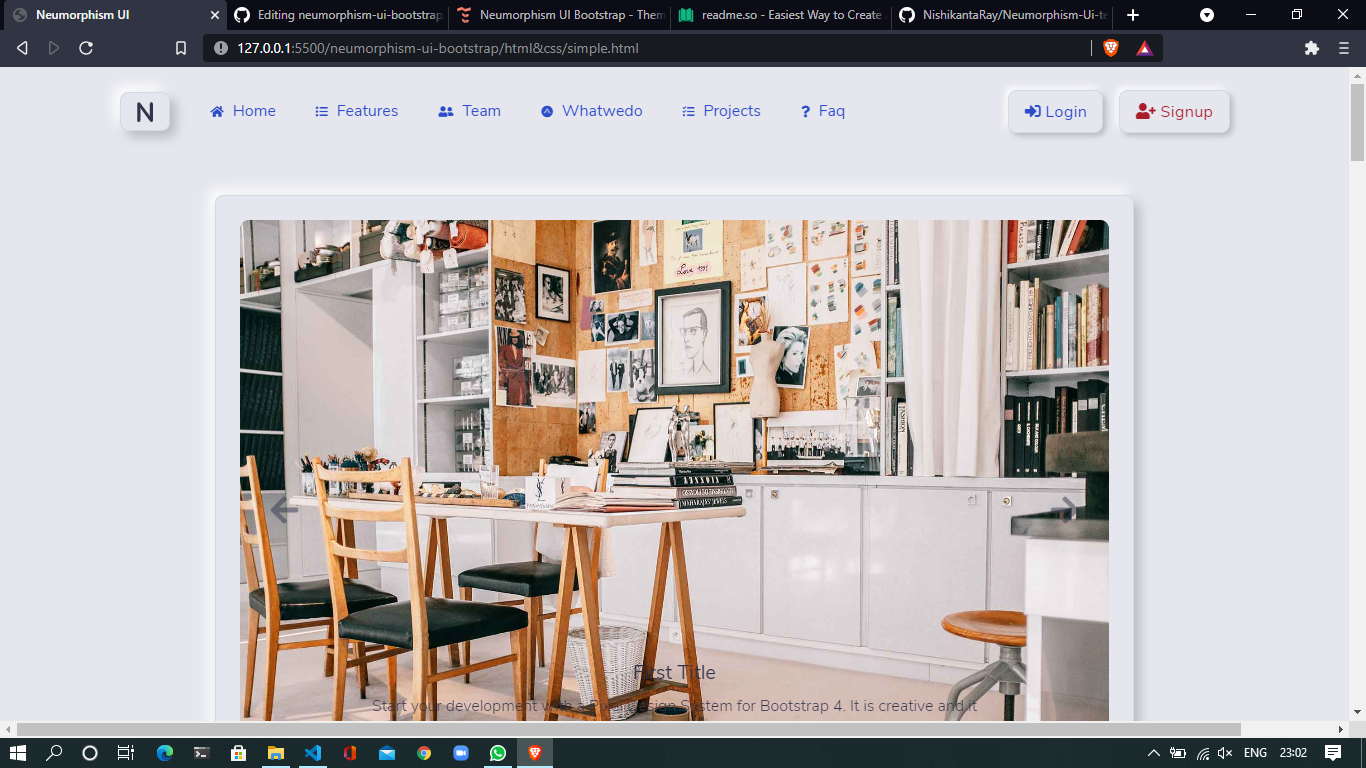 Neumorphism UI
Editing neumorphism-ui-bootstrap
Neumorphism UI Bootstrap - Them
readme.so - Easiest Way to Create
NishikantaRay/Neumorphism-Ui-te
127.0.0.1:5500/neumorphism-ui-bootstrap/html&css/simple.html
N
Home
Features
Team
Whatwedo
Projects
Faq
Login
Signup
Love
First Title
Start your development with a Pixel Design System for Bootstrap 4. It is creative and it
ENG
23:02